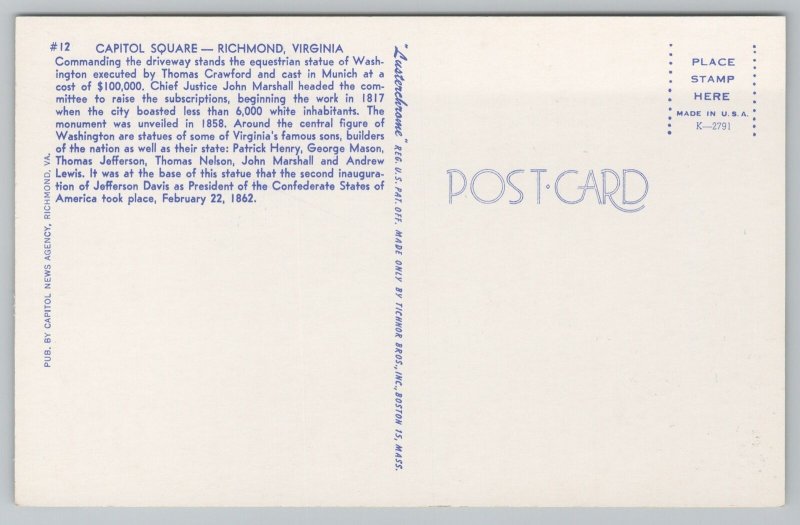 #12 CAPITOL SQUARE — RICHMOND, VIRGINIA
Commanding the driveway stands the equestrian statue of Wash-
ington executed by Thomas Crawford and cast in Munich at a
cost of $100,000. Chief Justice John Marshall headed the com-
mittee to raise the subscriptions, beginning the work in 1817
when the city boasted less than 6,000 white inhabitants. The
monument was unveiled in 1858. Around the central figure of
Washington are statues of some of Virginia's famous sons, builders
of the nation as well as their state: Patrick Henry, George Mason,
Thomas Jefferson, Thomas Nelson, John Marshall and Andrew
Lewis. It was at the base of this statue that the second inaugura-
tion of Jefferson Davis as President of the Confederate States of
America took place, February 22, 1862.
PUB. BY CAPITOL NEWS AGENCY, RICHMOND, VA.
"Lusterchrome" REG. U.S. PAT. OFF. MADE ONLY BY TICHNOR BROS., INC., BOSTON 15, MASS.
POST·CARD
PLACE
STAMP
HERE
MADE IN U.S.A.
K—2791